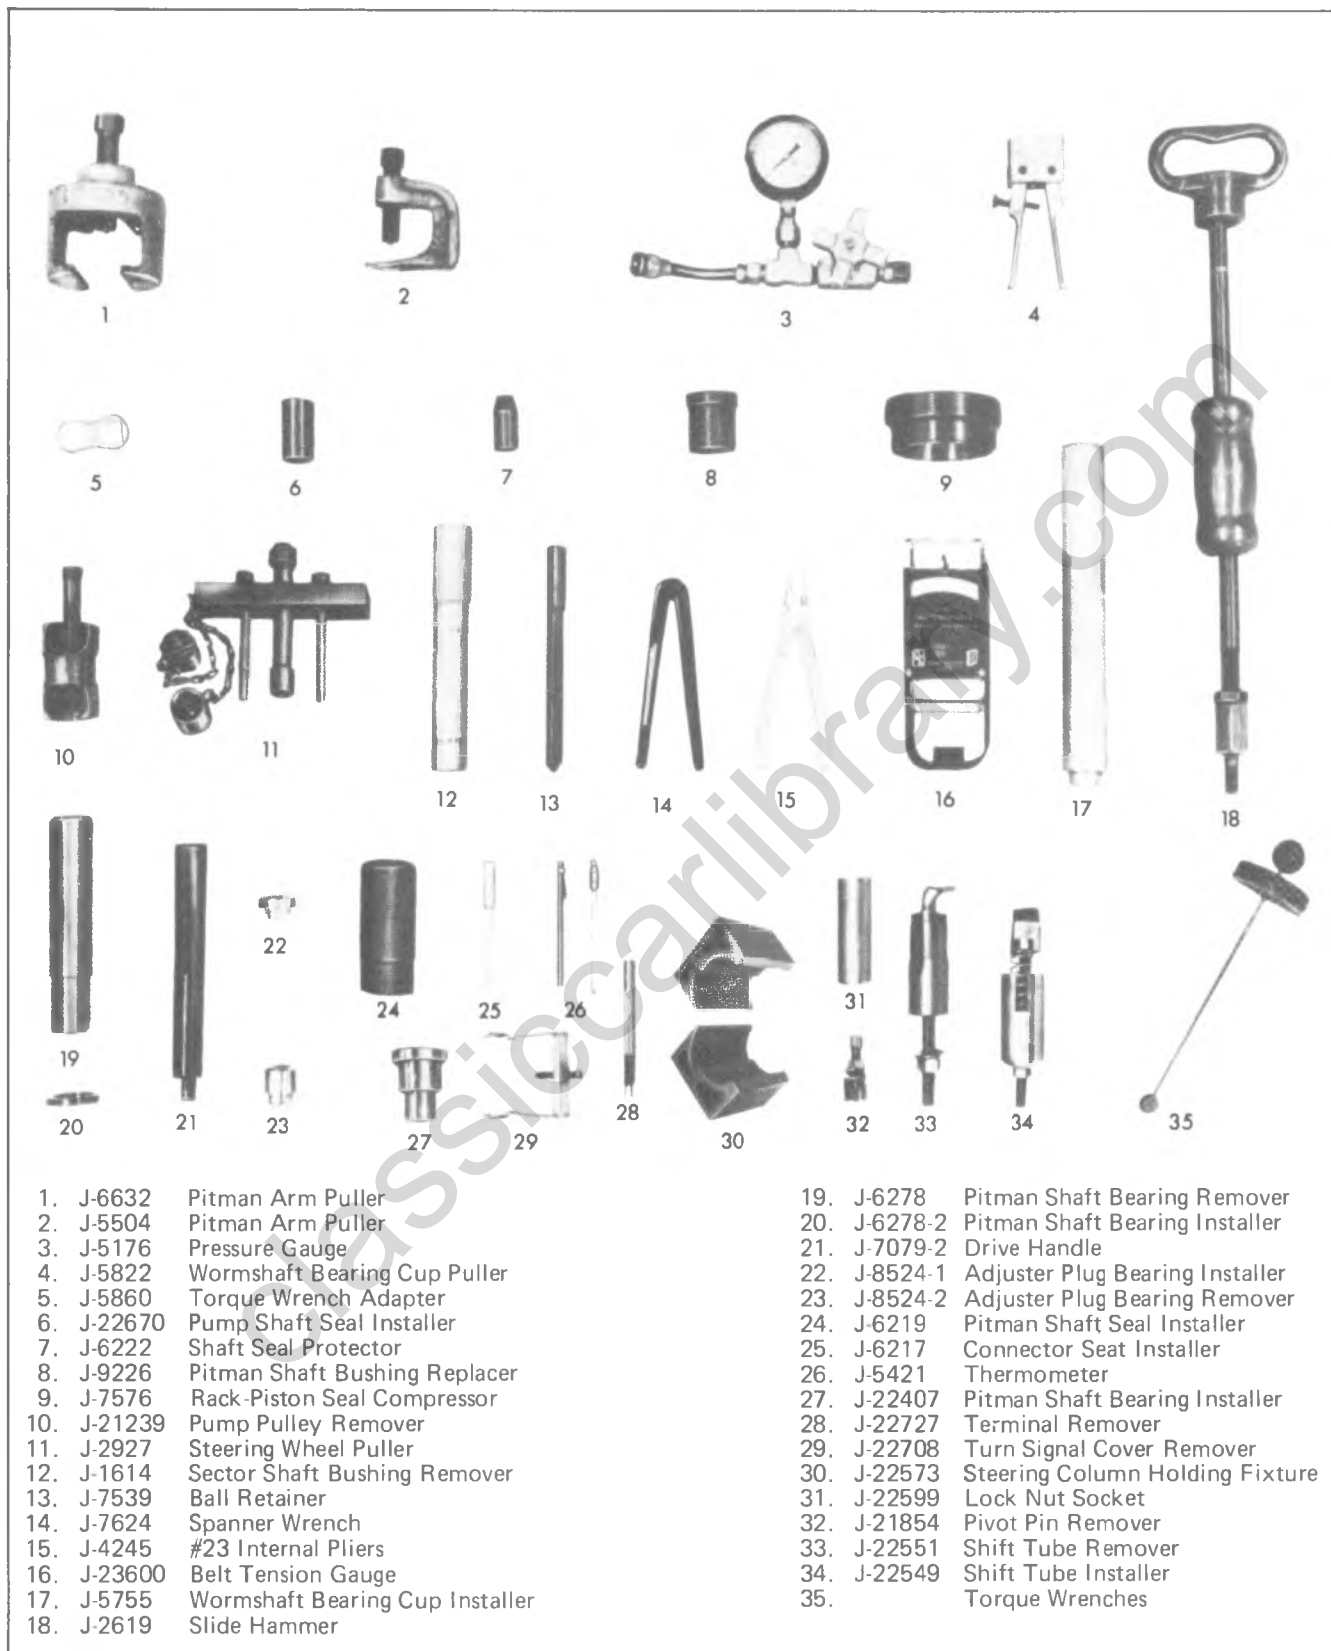 1
2
3
4
5
6
7
8
9
10
11
12
13
14
15
16
17
18
19
20
21
22
23
24
25
26
27
28
29
30
31
32
33
34
35
1. J-6632 Pitman Arm Puller
2. J-5504 Pitman Arm Puller
3. J-5176 Pressure Gauge
4. J-5822 Wormshaft Bearing Cup Puller
5. J-5860 Torque Wrench Adapter
6. J-22670 Pump Shaft Seal Installer
7. J-6222 Shaft Seal Protector
8. J-9226 Pitman Shaft Bushing Replacer
9. J-7576 Rack-Piston Seal Compressor
10. J-21239 Pump Pulley Remover
11. J-2927 Steering Wheel Puller
12. J-1614 Sector Shaft Bushing Remover
13. J-7539 Ball Retainer
14. J-7624 Spanner Wrench
15. J-4245 #23 Internal Pliers
16. J-23600 Belt Tension Gauge
17. J-5755 Wormshaft Bearing Cup Installer
18. J-2619 Slide Hammer
19. J-6278 Pitman Shaft Bearing Remover
20. J-6278-2 Pitman Shaft Bearing Installer
21. J-7079-2 Drive Handle
22. J-8524-1 Adjuster Plug Bearing Installer
23. J-8524-2 Adjuster Plug Bearing Remover
24. J-6219 Pitman Shaft Seal Installer
25. J-6217 Connector Seat Installer
26. J-5421 Thermometer
27. J-22407 Pitman Shaft Bearing Installer
28. J-22727 Terminal Remover
29. J-22708 Turn Signal Cover Remover
30. J-22573 Steering Column Holding Fixture
31. J-22599 Lock Nut Socket
32. J-21854 Pivot Pin Remover
33. J-22551 Shift Tube Remover
34. J-22549 Shift Tube Installer
35. Torque Wrenches
classiccarlibrary.com